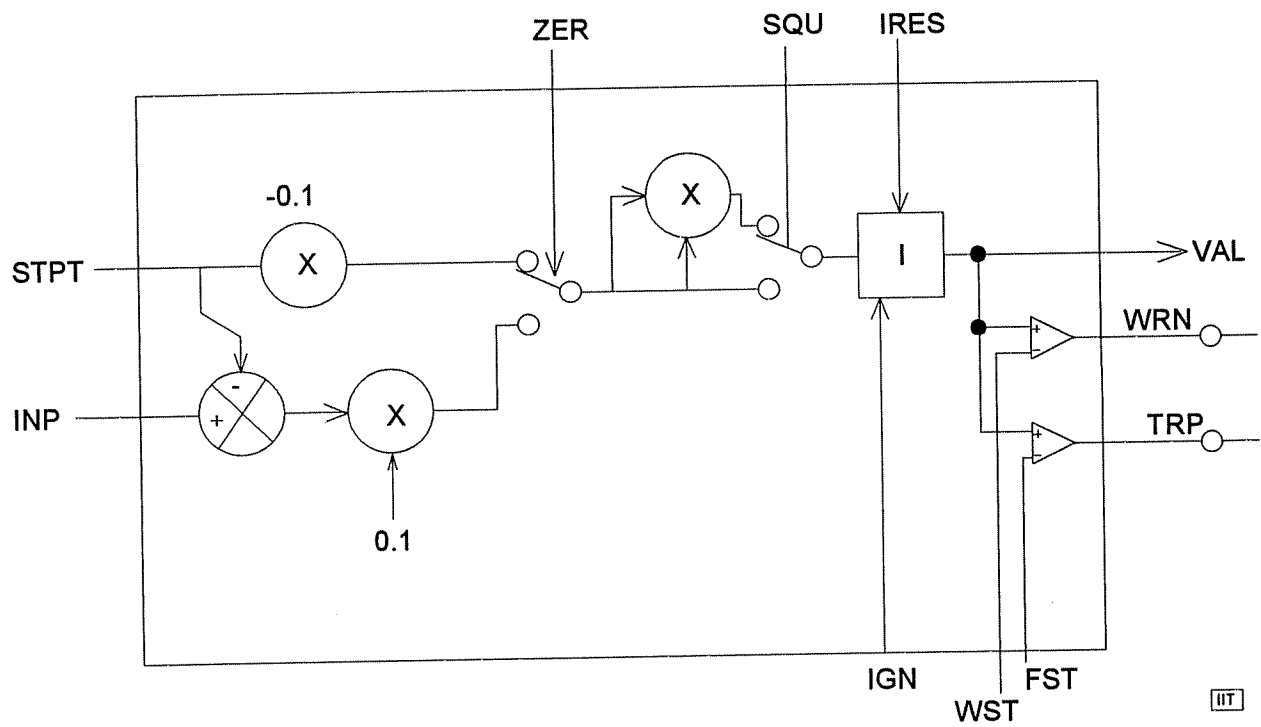 ZER
SQU
IRES
-0.1
X
X
STPT
I
VAL
WRN
+
-
-
INP
+
X
TRP
+
-
0.1
IGN
FST
WST
IIT